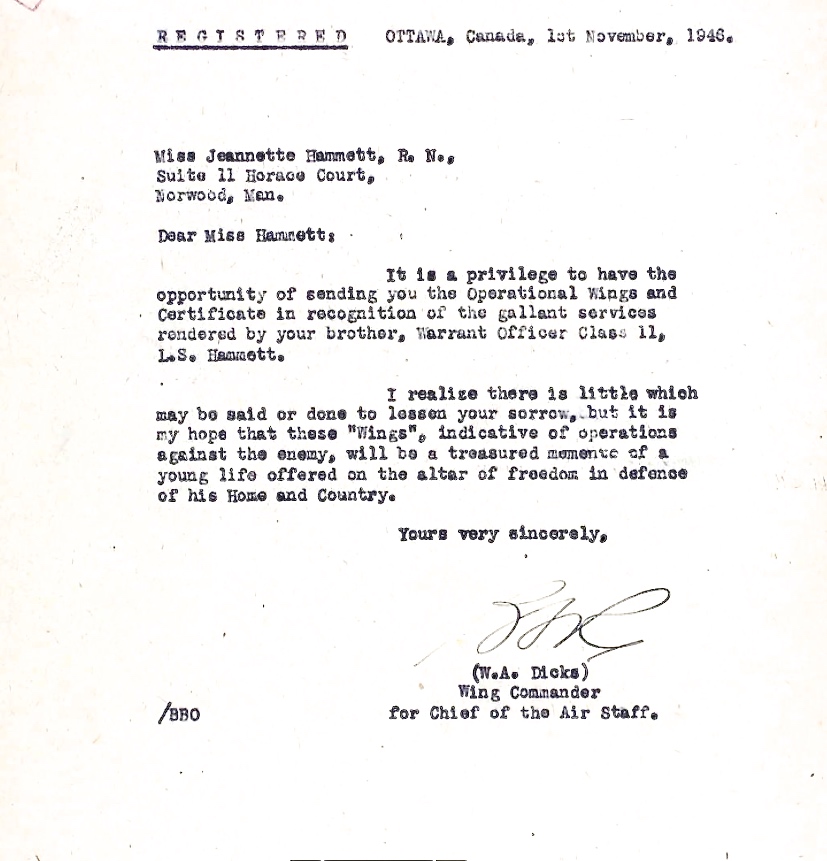 REGISTERED OTTAWA, Canada, 1st November, 1946.
Miss Jeannette Hammett, R. N.,
Suite 11 Horace Court,
Norwood, Man.
Dear Miss Hammett:
It is a privilege to have the
opportunity of sending you the Operational Wings and
Certificate in recognition of the gallant services
rendered by your brother, Warrant Officer Class 11,
L.S. Hammett.
I realize there is little which
may be said or done to lessen your sorrow, but it is
my hope that these "Wings", indicative of operations
against the enemy, will be a treasured memento of a
young life offered on the altar of freedom in defence
of his Home and Country.
Yours very sincerely,
(W.A. Dicks)
Wing Commander
/BBO for Chief of the Air Staff.